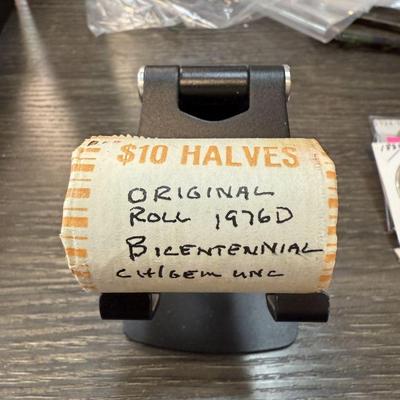 $10 HALVES
ORIGINAL
ROLL 1976D
BICENTENNIAL
CH/GEM UNC